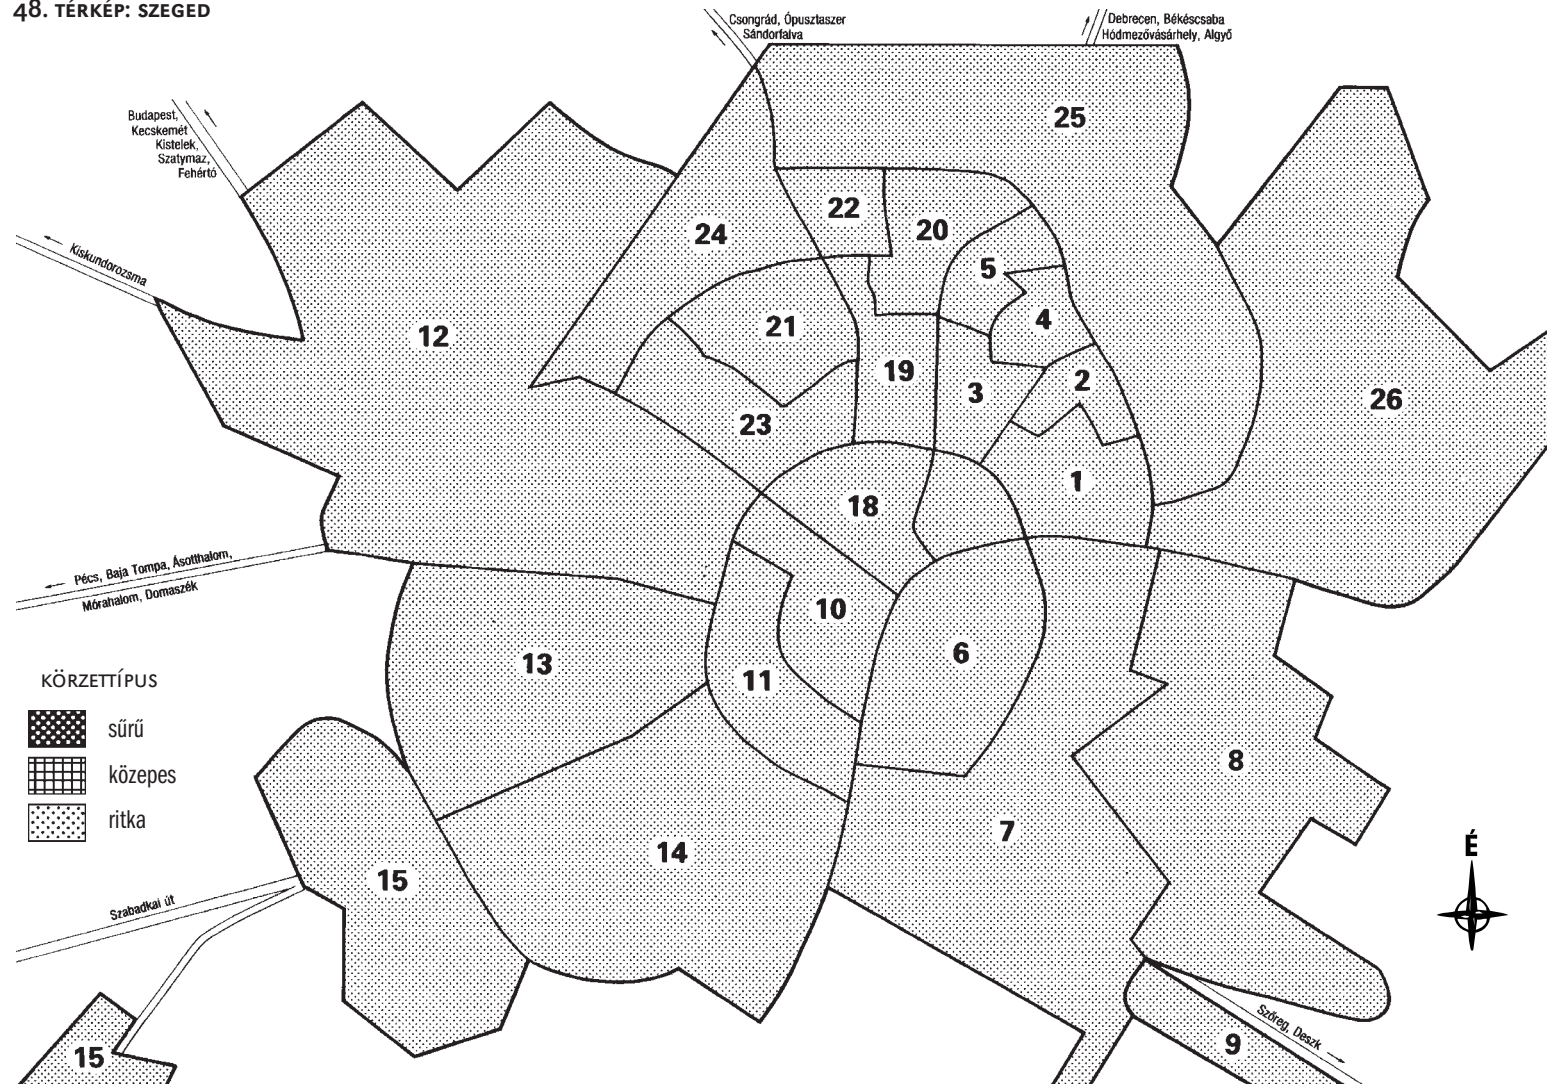 48. TÉRKÉP: SZEGED
Csongrád, Ópusztaszer
Sándorfalva
Debrecen, Békéscsaba
Hódmezővásárhely, Algyő
Budapest,
Kecskemét
Kistelek,
Szatymaz,
Fehértó
Kiskundorozsma
25
22
20
24
5
4
21
12
19
3
2
26
23
1
18
Pécs, Baja Tompa, Ásotthalom,
Mórahalom, Domaszék
10
6
13
11
KÖRZETTÍPUS
sűrű
közepes
ritka
8
7
14
15
É
Szabadkai út
Szőreg, Deszk
9
15